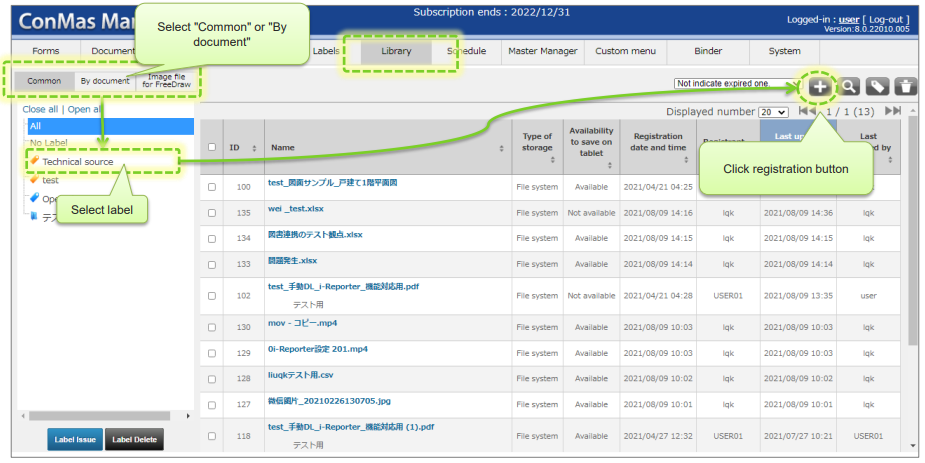 ConMas Ma
Subscription ends : 2022/12/31
Logged-in : user [ Log-out ]
Version:8.0.22010.005
Select "Common" or "By
document"
Forms
Document
Labels
Library
Schedule
Master Manager
Custom menu
Binder
System
Common
By document
Image file
for FreeDraw
Not indicate expired one
Close all | Open all
Displayed number 20 1 / 1 (13)
All
No Label
Technical source
test
Ope
テス
Select label
Click registration button
ID Name Type of storage Availability to save on tablet Registration date and time Last up Last
100 test_図面サンプル_戸建て1階平面図 File system Available 2021/04/21 04:25
135 wei _test.xlsx File system Not available 2021/08/09 14:16 lqk 2021/08/09 14:36 lqk
134 図書連携のテスト観点.xlsx File system Available 2021/08/09 14:15 lqk 2021/08/09 14:15 lqk
133 問題発生.xlsx File system Available 2021/08/09 14:14 lqk 2021/08/09 14:14 lqk
102 test_手動DL_i-Reporter_機能対応用.pdf File system Not available 2021/04/21 04:28 USER01 2021/08/09 13:35 user
テスト用
130 mov - コピー.mp4 File system Available 2021/08/09 10:03 lqk 2021/08/09 10:03 lqk
129 0i-Reporter設定 201.mp4 File system Available 2021/08/09 10:03 lqk 2021/08/09 10:03 lqk
128 liuqkテスト用.csv File system Available 2021/08/09 10:02 lqk 2021/08/09 10:02 lqk
127 微信圖片_20210226130705.jpg File system Available 2021/08/09 10:01 lqk 2021/08/09 10:01 lqk
118 test_手動DL_i-Reporter_機能対応用 (1).pdf File system Available 2021/04/27 12:32 USER01 2021/07/27 10:21 USER01
テスト用
Label Issue
Label Delete